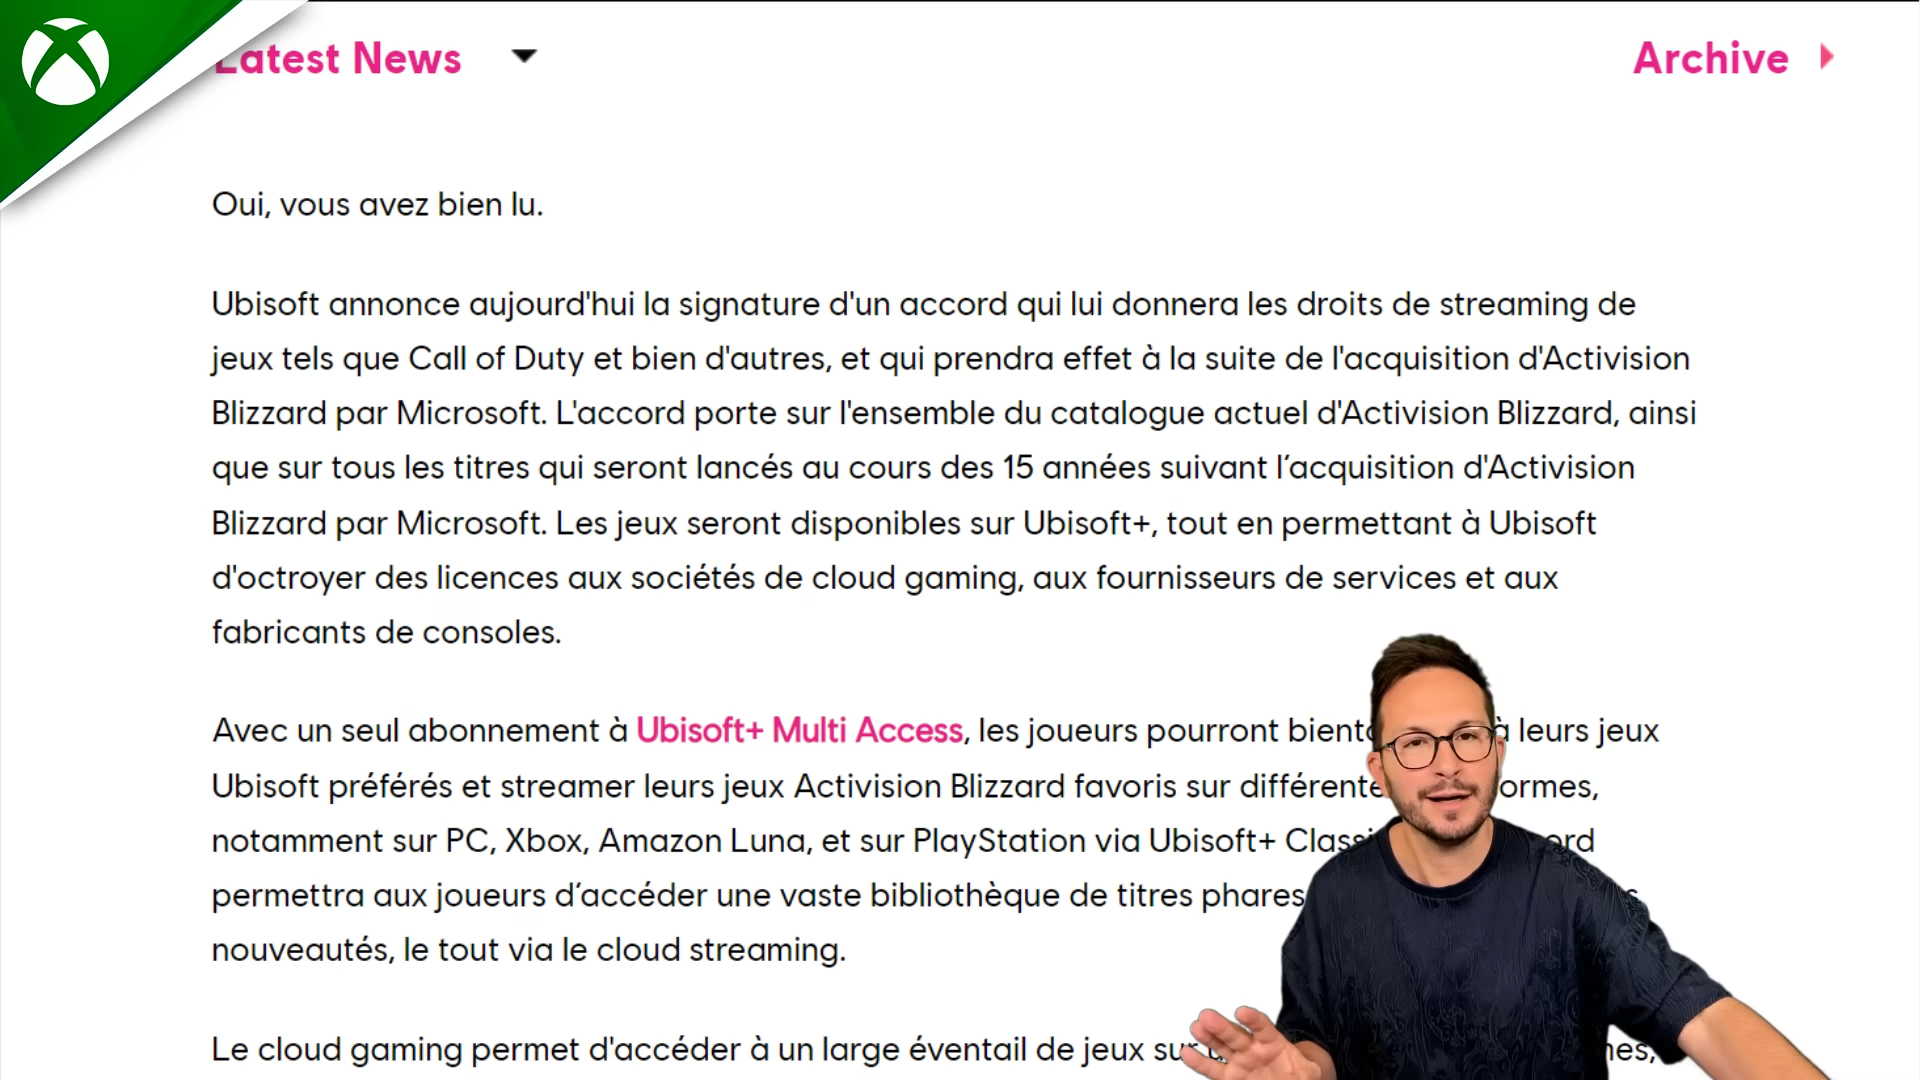 Latest News
Archive
Oui, vous avez bien lu.
Ubisoft annonce aujourd'hui la signature d'un accord qui lui donnera les droits de streaming de
jeux tels que Call of Duty et bien d'autres, et qui prendra effet à la suite de l'acquisition d'Activision
Blizzard par Microsoft. L'accord porte sur l'ensemble du catalogue actuel d'Activision Blizzard, ainsi
que sur tous les titres qui seront lancés au cours des 15 années suivant l’acquisition d'Activision
Blizzard par Microsoft. Les jeux seront disponibles sur Ubisoft+, tout en permettant à Ubisoft
d'octroyer des licences aux sociétés de cloud gaming, aux fournisseurs de services et aux
fabricants de consoles.
Avec un seul abonnement à Ubisoft+ Multi Access, les joueurs pourront à leurs jeux
Ubisoft préférés et streamer leurs jeux Activision Blizzard favoris sur
notamment sur PC, Xbox, Amazon Luna, et sur PlayStation via Ubisoft+
permettra aux joueurs d’accéder une vaste bibliothèque de titres phares
nouveautés, le tout via le cloud streaming.
Le cloud gaming permet d'accéder à un large éventail de jeux sur